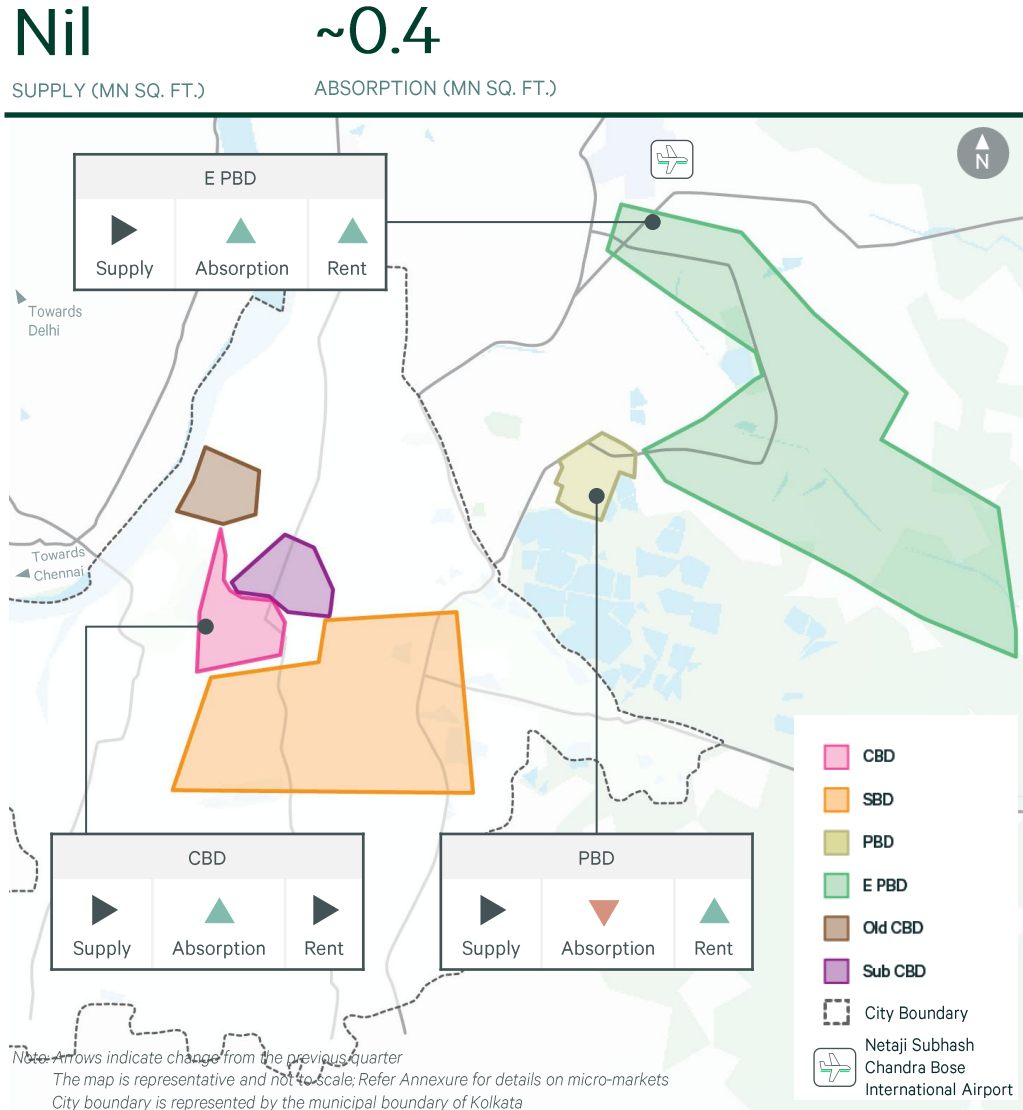 Nil
~0.4
SUPPLY (MN SQ. FT.)
ABSORPTION (MN SQ. FT.)
N
E PBD
Supply
Absorption
Rent
Towards
Delhi
Towards
Chennai
CBD
Supply
Absorption
Rent
PBD
Supply
Absorption
Rent
CBD
SBD
PBD
E PBD
Old CBD
Sub CBD
City Boundary
Netaji Subhash
Chandra Bose
International Airport
Note: Arrows indicate change from the previous quarter
The map is representative and not to scale; Refer Annexure for details on micro-markets
City boundary is represented by the municipal boundary of Kolkata